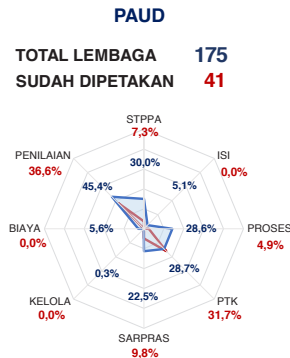 PAUD
TOTAL LEMBAGA 175
SUDAH DIPETAKAN 41
STPPA
7,3%
PENILAIAN
36,6%
ISI
0,0%
30,0%
45,4%
5,1%
BIAYA
0,0%
5,6%
28,6%
PROSES
4,9%
0,3%
28,7%
22,5%
KELOLA
0,0%
PTK
31,7%
SARPRAS
9.8%